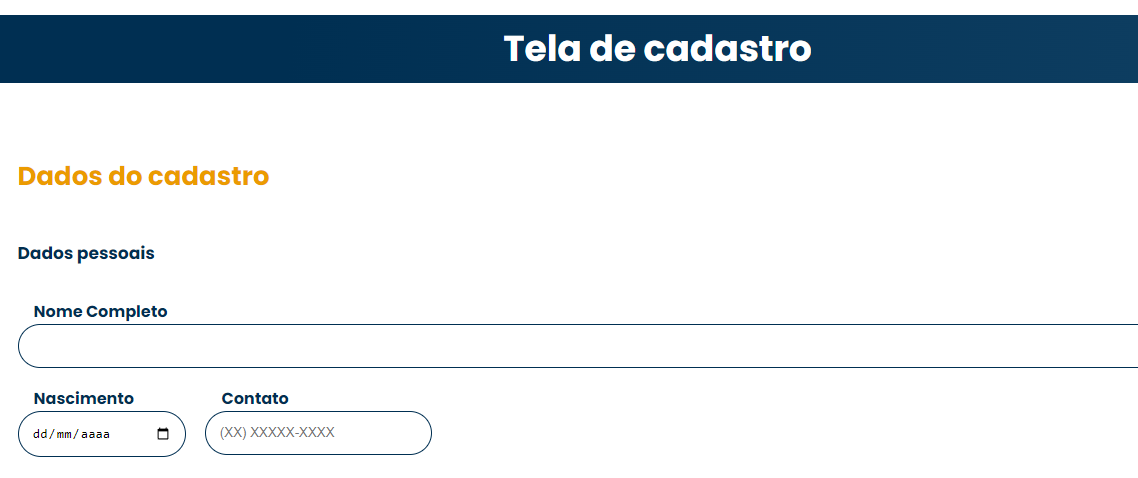 Tela de cadastro
Dados do cadastro
Dados pessoais
Nome Completo
Nascimento Contato
dd/mm/aaaa (XX) XXXXX-XXXX